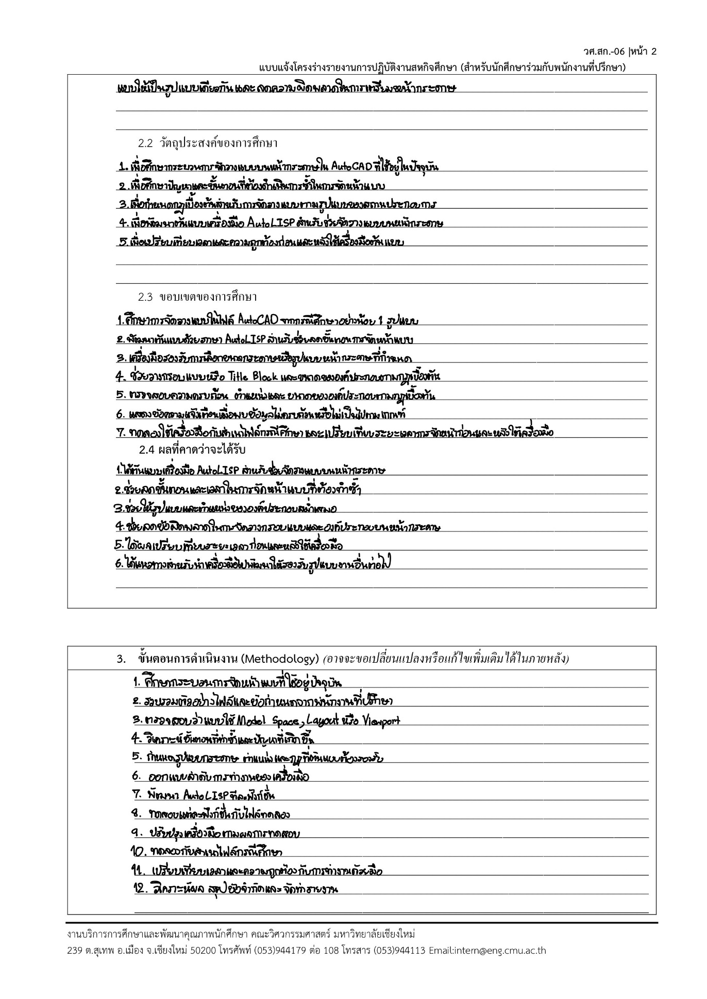 วศ.สก.-06 |หน้า 2
แบบแจ้งโครงร่างรายงานการปฏิบัติงานสหกิจศึกษา (สำหรับนักศึกษาร่วมกับพนักงานที่ปรึกษา)
แบบให้เป็นรูปแบบเดียวกัน และ ลดความผิดพลาดในการเตรียมหน้ากระดาษ
2.2 วัตถุประสงค์ของการศึกษา
1. เพื่อศึกษากระบวนการจัดวางแบบบนหน้ากระดาษใน AutoCAD ที่ใช้อยู่ในปัจจุบัน
2. เพื่อศึกษาปัญหาและขั้นตอนที่ต้องดำเนินการซ้ำในการจัดหน้าแบบ
3. เพื่อกำหนดกฎเบื้องต้นสำหรับการจัดวางแบบตามรูปแบบของสถานประกอบการ
4. เพื่อพัฒนาต้นแบบเครื่องมือ AutoLISP สำหรับช่วยจัดวางแบบบนหน้ากระดาษ
5. เพื่อเปรียบเทียบเวลาและความถูกต้องก่อนและหลังใช้เครื่องมือต้นแบบ
2.3 ขอบเขตของการศึกษา
1. ศึกษาการจัดวางแบบในไฟล์ AutoCAD จากกรณีศึกษาอย่างน้อย 1 รูปแบบ
2. พัฒนาต้นแบบด้วยภาษา AutoLISP สำหรับช่วยลดขั้นตอนการจัดหน้าแบบ
3. เครื่องมือรองรับการเลือกขนาดกระดาษหรือรูปแบบหน้ากระดาษที่กำหนด
4. ช่วยวางกรอบแบบหรือ Title Block และขนาดขององค์ประกอบตามกฎเบื้องต้น
5. ตรวจสอบความครบถ้วน ตำแหน่งและ ขนาดขององค์ประกอบตามกฎเบื้องต้น
6. แสดงข้อความแจ้งเตือนเมื่อพบข้อมูลไม่ครบถ้วนหรือไม่เป็นไปตามเกณฑ์
7. ทดลองใช้เครื่องมือกับสำเนาไฟล์กรณีศึกษา และเปรียบเทียบระยะเวลาการจัดหน้าก่อนและหลังใช้เครื่องมือ
2.4 ผลที่คาดว่าจะได้รับ
1. ได้ต้นแบบเครื่องมือ AutoLISP สำหรับช่วยจัดวางแบบบนหน้ากระดาษ
2. ช่วยลดขั้นตอนและเวลาในการจัดหน้าแบบที่ต้องทำซ้ำ
3. ช่วยให้รูปแบบและตำแหน่งขององค์ประกอบสม่ำเสมอ
4. ช่วยลดข้อผิดพลาดในการจัดวางกรอบแบบและองค์ประกอบบนหน้ากระดาษ
5. ได้ผลเปรียบเทียบระยะเวลาก่อนและหลังใช้เครื่องมือ
6. ได้แนวทางสำหรับนำเครื่องมือไปพัฒนาให้รองรับรูปแบบงานอื่นต่อไป
3. ขั้นตอนการดำเนินงาน (Methodology) (อาจจะขอเปลี่ยนแปลงหรือแก้ไขเพิ่มเติมได้ในภายหลัง)
1. ศึกษากระบวนการจัดหน้าแบบที่ใช้อยู่ปัจจุบัน
2. รวบรวมตัวอย่างไฟล์และข้อกำหนดจากพนักงานที่ปรึกษา
3. ตรวจสอบว่าแบบใช้ Model Space, Layout หรือ Viewport
4. วิเคราะห์ขั้นตอนที่ทำซ้ำและปัญหาที่เกิดขึ้น
5. กำหนดรูปแบบกระดาษ ตำแหน่ง และกฎที่ต้นแบบต้องรองรับ
6. ออกแบบลำดับการทำงานของเครื่องมือ
7. พัฒนา AutoLISP ทีละฟังก์ชั่น
8. ทดสอบแต่ละฟังก์ชั่นกับไฟล์ทดลอง
9. ปรับปรุงเครื่องมือตามผลการทดสอบ
10. ทดลองกับสำเนาไฟล์กรณีศึกษา
11. เปรียบเทียบเวลาและความถูกต้องกับการทำงานด้วยมือ
12. วิเคราะห์ผล สรุปข้อจำกัดและจัดทำรายงาน
งานบริการการศึกษาและพัฒนาคุณภาพนักศึกษา คณะวิศวกรรมศาสตร์ มหาวิทยาลัยเชียงใหม่
239 ต.สุเทพ อ.เมือง จ.เชียงใหม่ 50200 โทรศัพท์ (053)944179 ต่อ 108 โทรสาร (053)944113 Email:intern@eng.cmu.ac.th